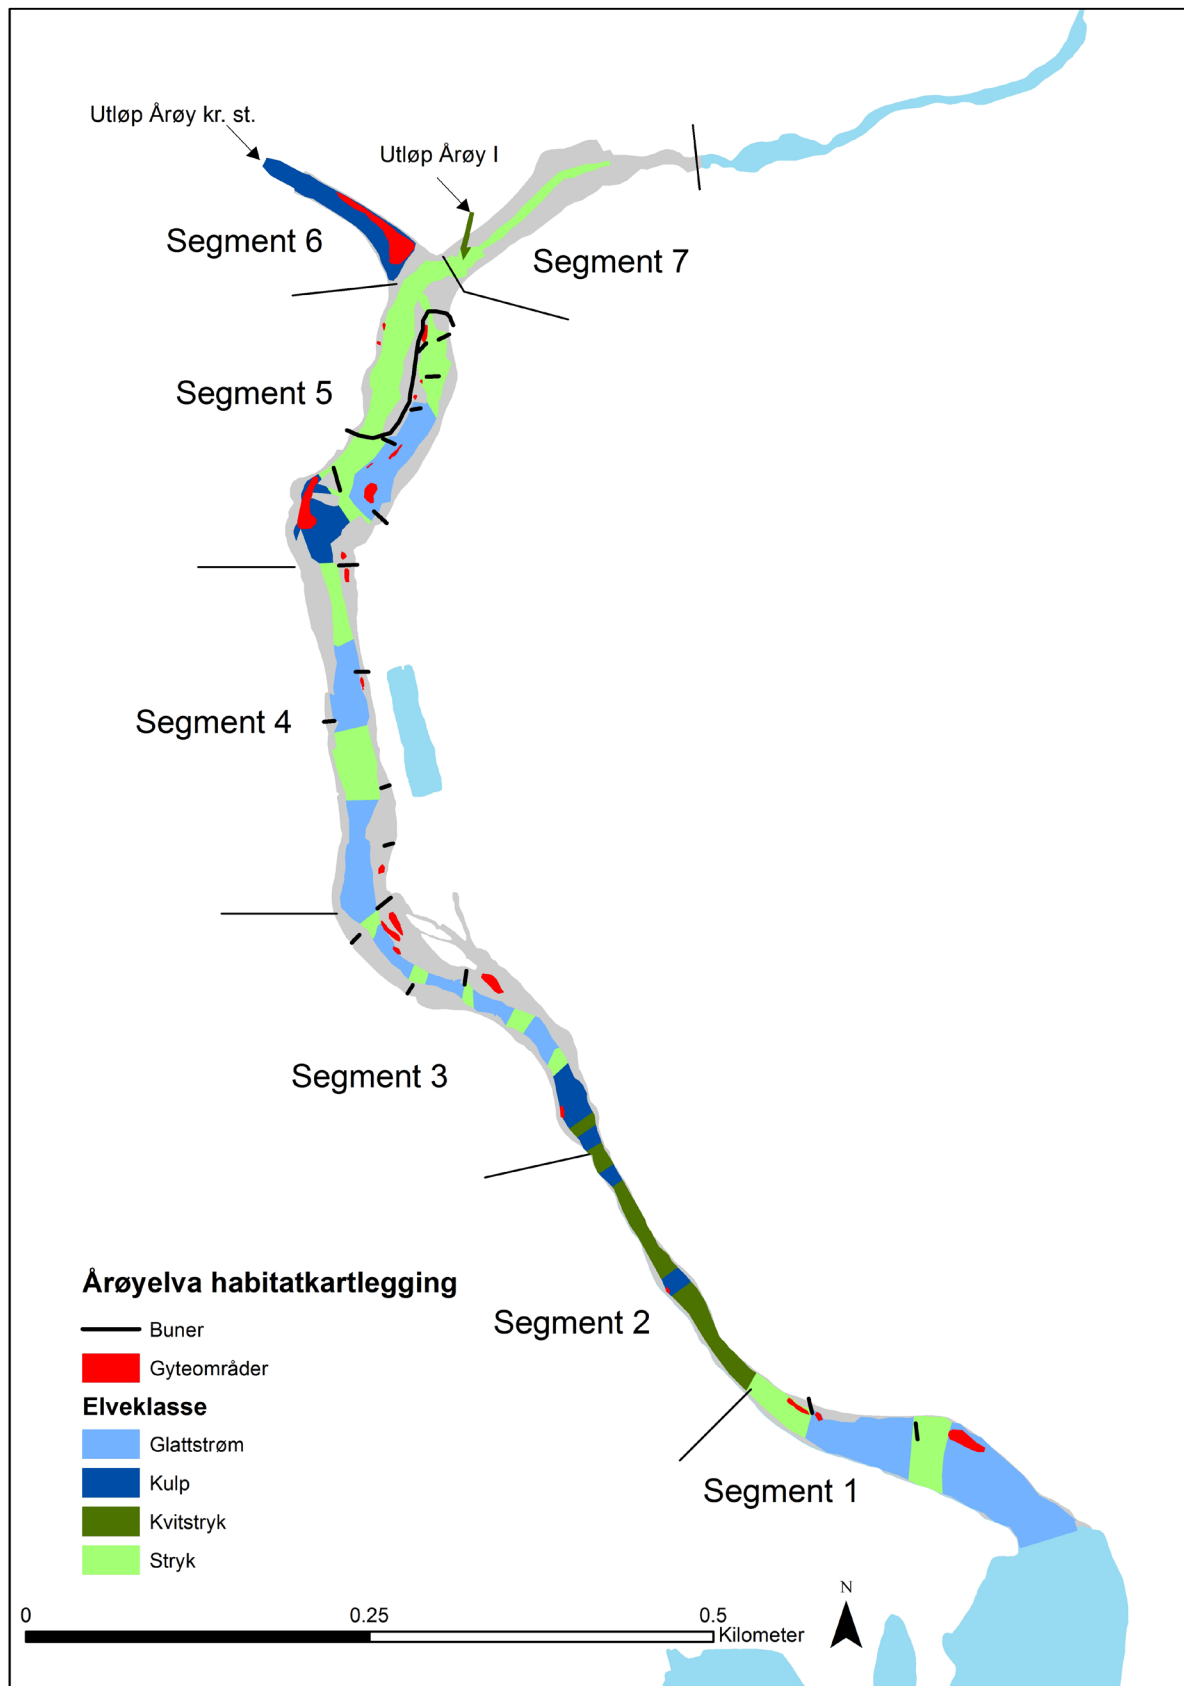 Utløp Årøy kr. st.
Utløp Årøy I
Segment 6
Segment 7
Segment 5
Segment 4
Segment 3
Segment 2
Segment 1
Årøyelva habitatkartlegging
Buner
Gyteområder
Elveklasse
Glattstrøm
Kulp
Kvitstryk
Stryk
N
0 0.25 0.5
Kilometer